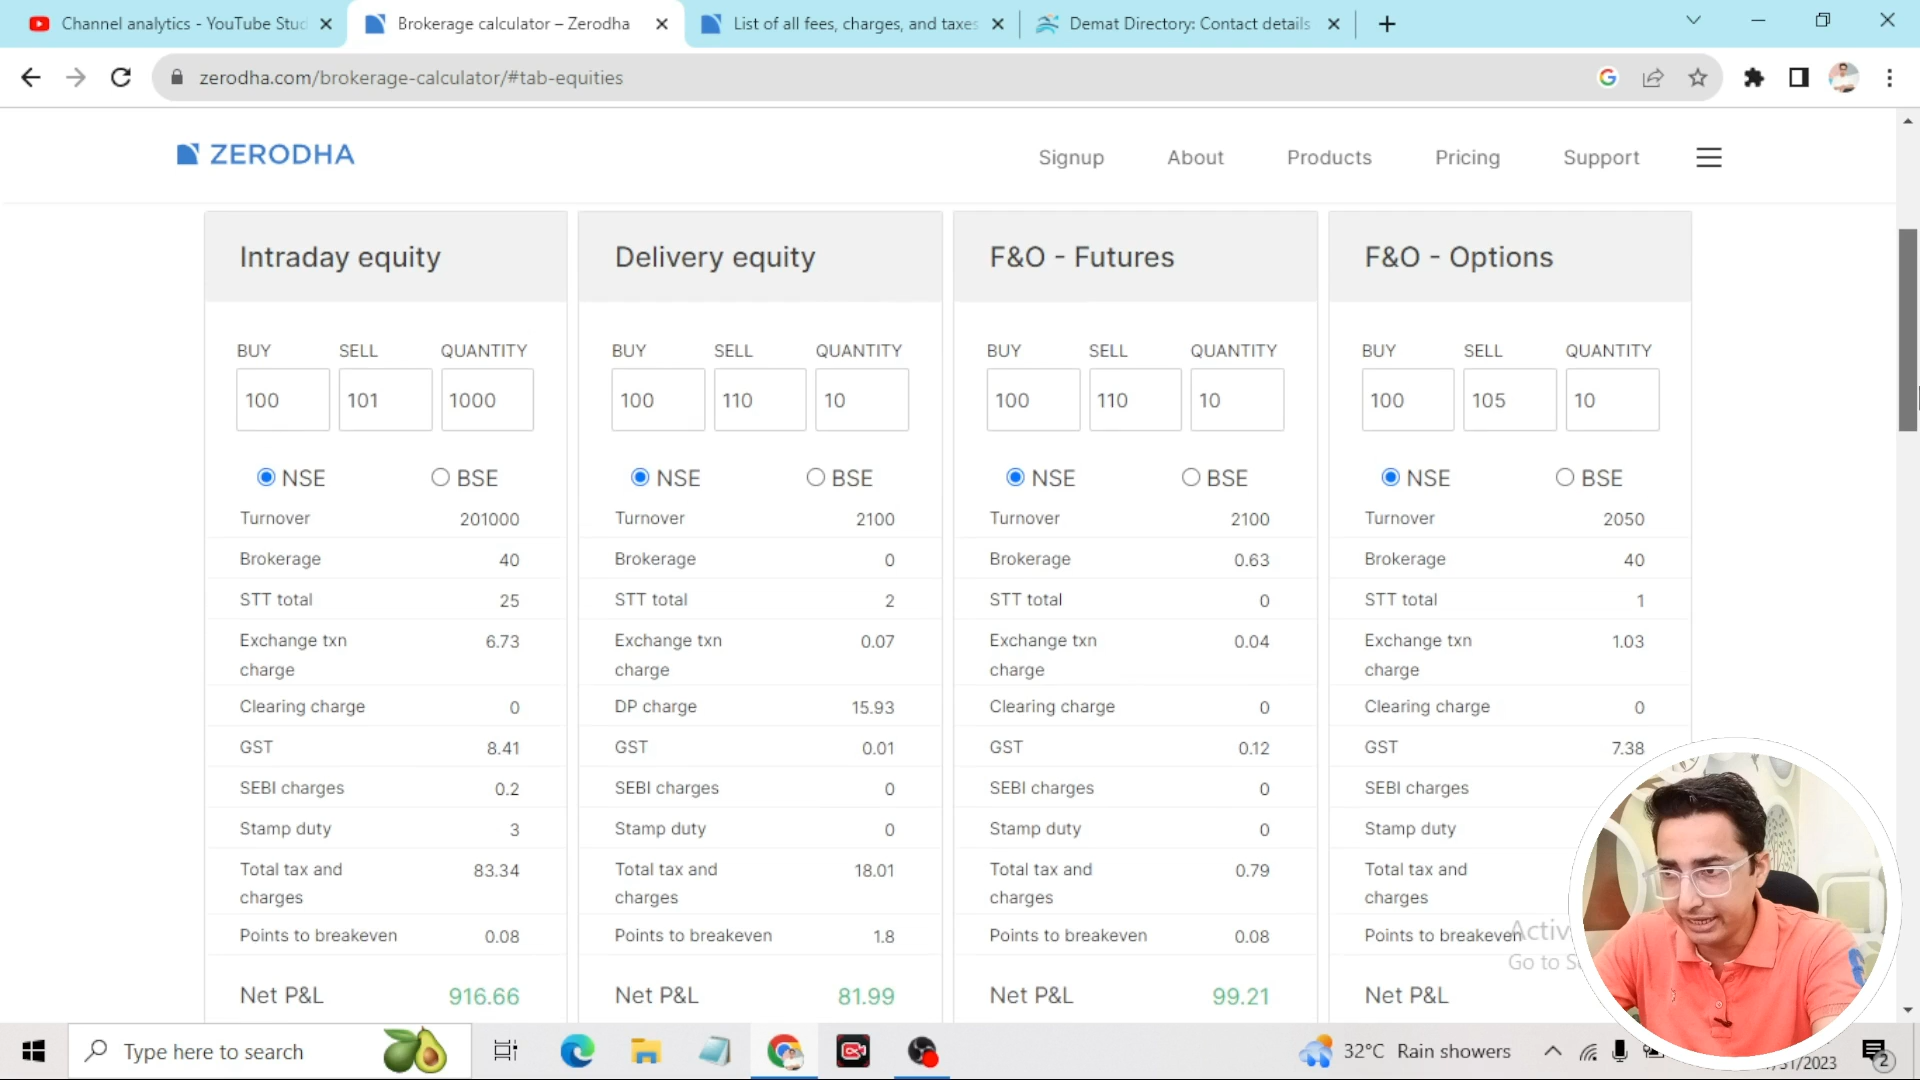 Channel analytics - YouTube Stud
Brokerage calculator – Zerodha
List of all fees, charges, and taxes
Demat Directory: Contact details
zerodha.com/brokerage-calculator/#tab-equities
ZERODHA
Signup About Products Pricing Support
Intraday equity Delivery equity F&O - Futures F&O - Options
BUY SELL QUANTITY BUY SELL QUANTITY BUY SELL QUANTITY BUY SELL QUANTITY
100 101 1000 100 110 10 100 110 10 100 105 10
NSE BSE NSE BSE NSE BSE NSE BSE
Turnover 201000 Turnover 2100 Turnover 2100 Turnover 2050
Brokerage 40 Brokerage 0 Brokerage 0.63 Brokerage 40
STT total 25 STT total 2 STT total 0 STT total 1
Exchange txn 6.73 Exchange txn 0.07 Exchange txn 0.04 Exchange txn 1.03
charge charge charge charge
Clearing charge 0 DP charge 15.93 Clearing charge 0 Clearing charge 0
GST 8.41 GST 0.01 GST 0.12 GST 7.38
SEBI charges 0.2 SEBI charges 0 SEBI charges 0 SEBI charges
Stamp duty 3 Stamp duty 0 Stamp duty 0 Stamp duty
Total tax and 83.34 Total tax and 18.01 Total tax and 0.79 Total tax and
charges charges charges charges
Points to breakeven 0.08 Points to breakeven 1.8 Points to breakeven 0.08 Points to breakeven
Activ
Go to S
Net P&L 916.66 Net P&L 81.99 Net P&L 99.21 Net P&L
Type here to search
32°C Rain showers
/31/2023
2